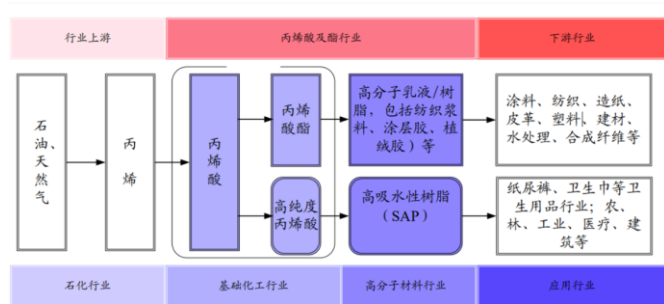 行业上游
丙烯酸及酯行业
下游行业
石
油、
天
然
气
丙
烯
丙
烯
酸
丙烯
酸酯
高分子乳液/树
脂，包括纺织浆
料、涂层胶、植
绒胶）等
涂料、纺织、造纸、
皮革、塑料、建材、
水处理、合成纤维等
高纯度
丙烯酸
高吸水性树脂
（SAP）
纸尿裤、卫生巾等卫
生用品行业；农、
林、工业、医疗、建
筑等
石化行业
基础化工行业
高分子材料行业
应用行业